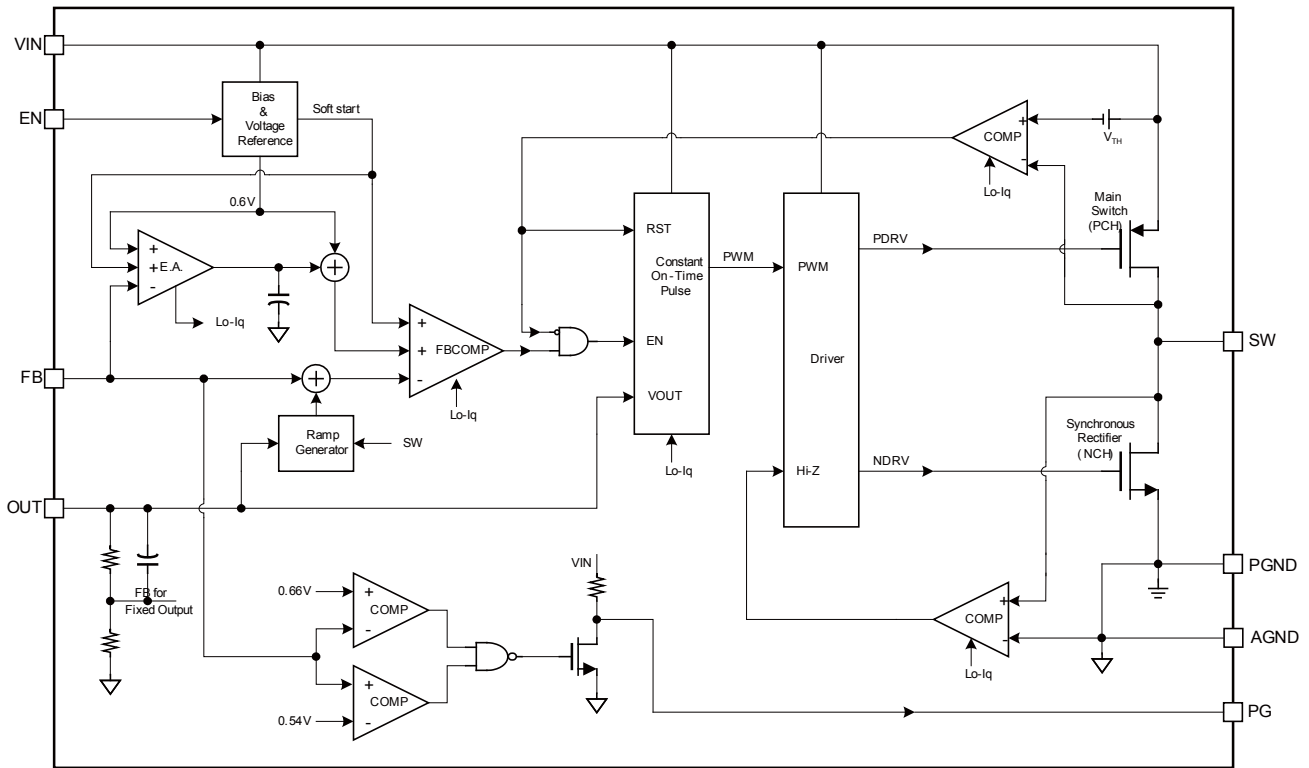 VIN
EN
Bias
&
Voltage
Reference
Soft start
0.6V
+
+
-
E.A.
Lo-Iq
+
FB
+
SW
Ramp
Generator
+
+
-
FBCOMP
Lo-Iq
OUT
FB for
Fixed Output
RST
Constant
On-Time
Pulse
EN
VOUT
Lo-Iq
PWM
PWM
Driver
Hi-Z
PDRV
NDRV
+
-
COMP
Lo-Iq
VTH
Main
Switch
(PCH)
SW
Synchronous
Rectifier
(NCH)
PGND
+
-
COMP
Lo-Iq
AGND
0.66V
+
-
COMP
+
-
COMP
0.54V
VIN
PG